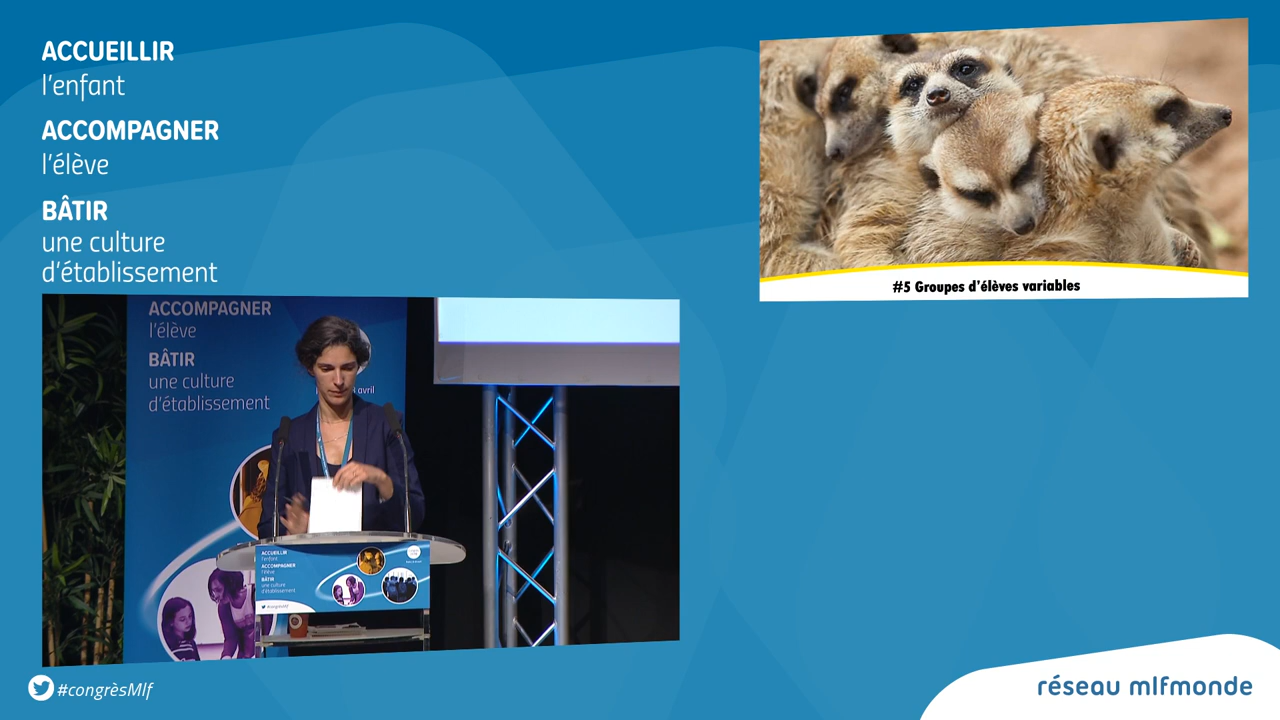 ACCUEILLIR
l'enfant
ACCOMPAGNER
l'élève
BÂTIR
une culture
d'établissement
#5 Groupes d'élèves variables
ACCOMPAGNER
l'élève
BÂTIR
une culture
d'établissement
avril
ACCUEILLIR
l'enfant
ACCOMPAGNER
l'élève
BÂTIR
une culture
d'établissement
#congrèsMlf
#congrèsMlf
réseau mlfmonde